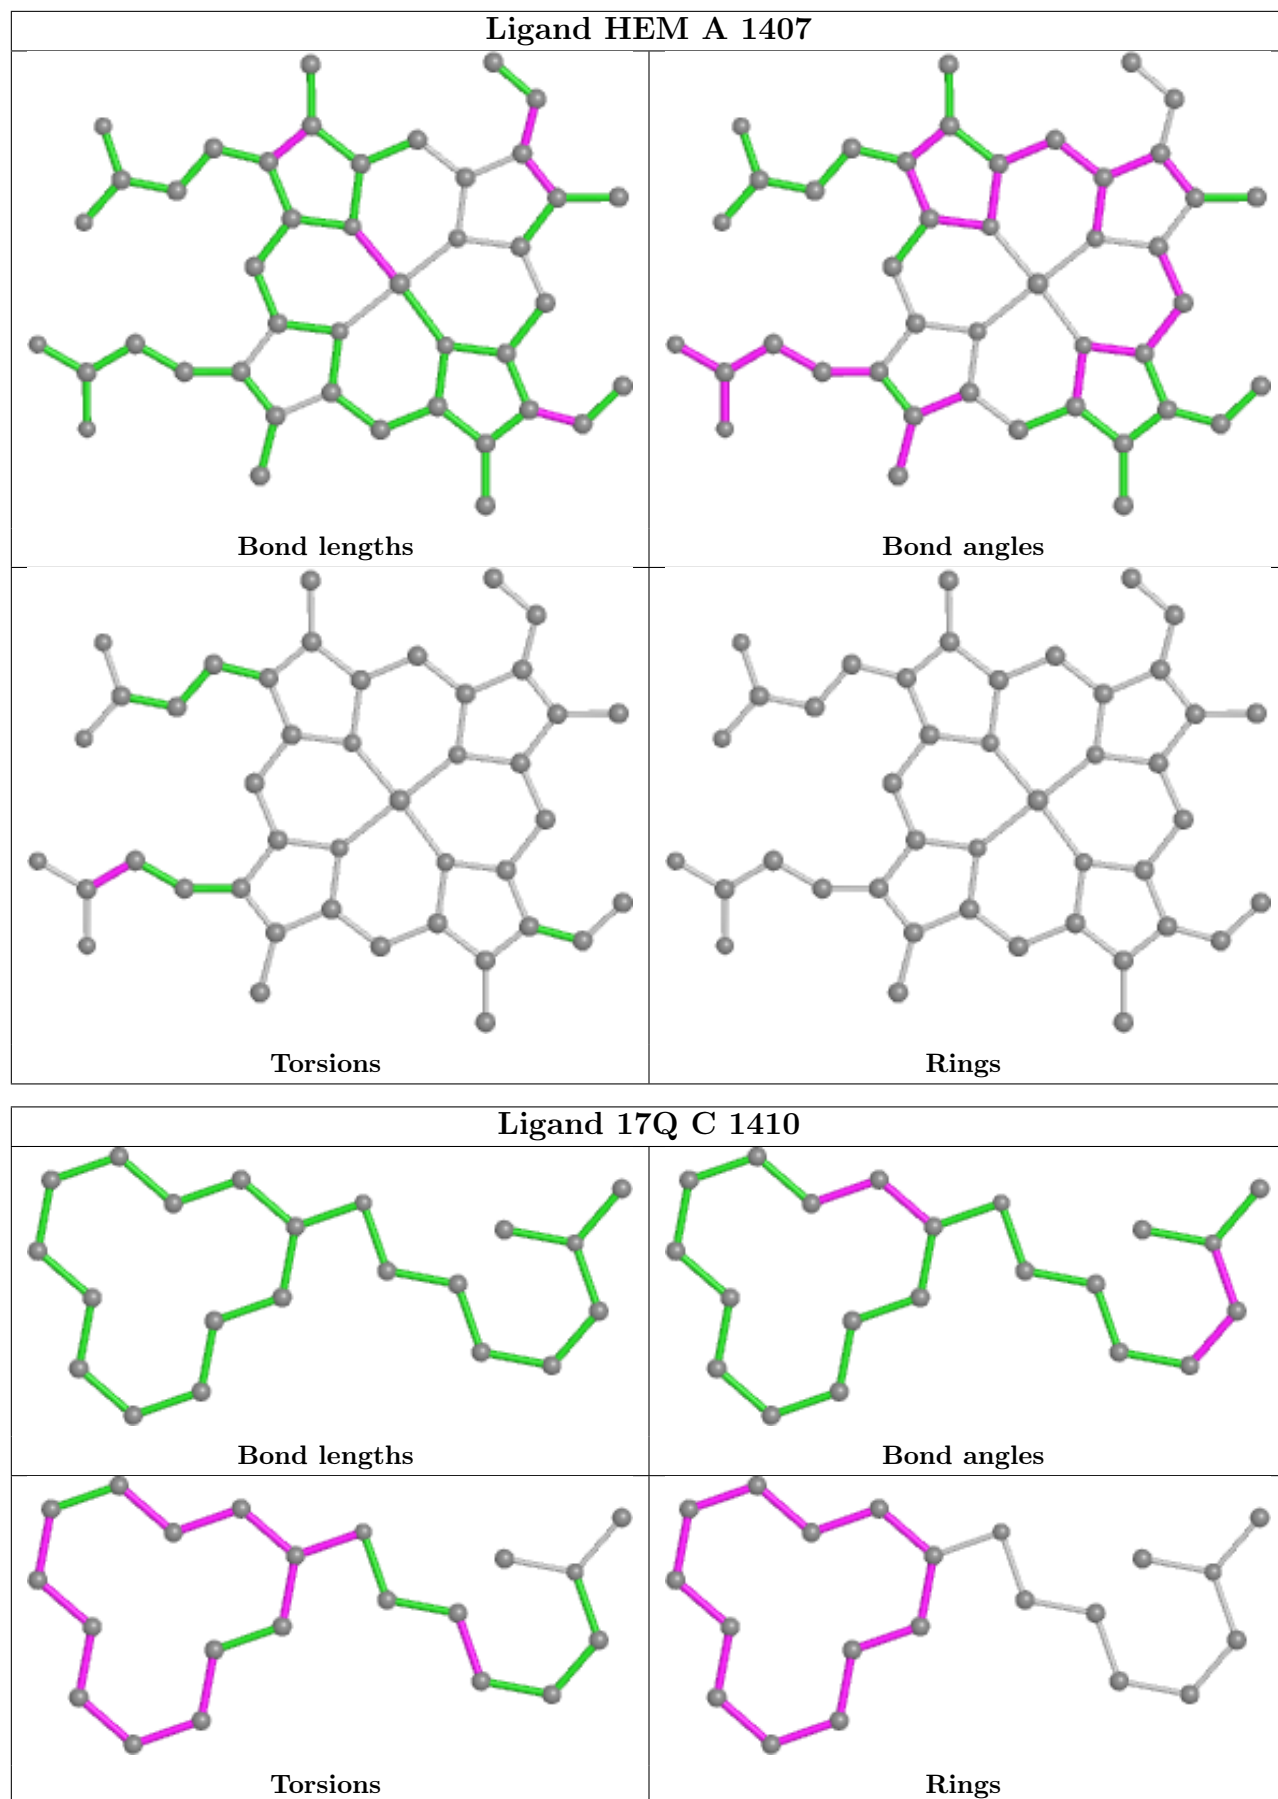 Ligand HEM A 1407
Bond lengths
Bond angles
Torsions
Rings
Ligand 17Q C 1410
Bond lengths
Bond angles
Torsions
Rings